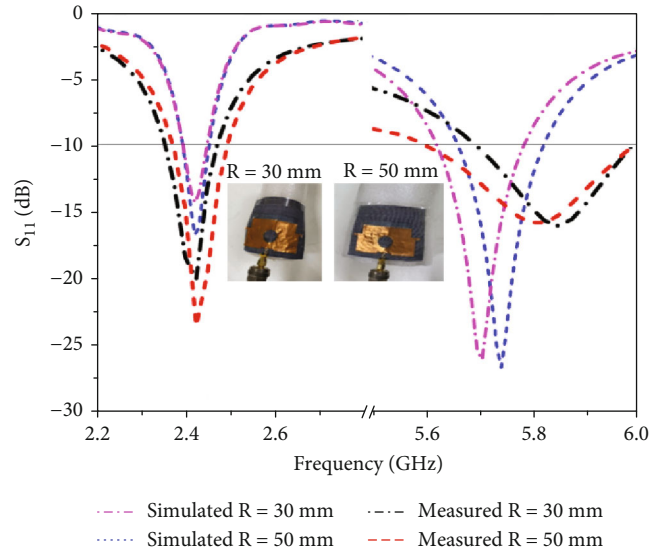 0
−5
−10
−15
−20
−25
−30
S11 (dB)
R = 30 mm R = 50 mm
2.2 2.4 2.6 5.6 5.8 6.0
Frequency (GHz)
Simulated R = 30 mm Measured R = 30 mm
Simulated R = 50 mm Measured R = 50 mm